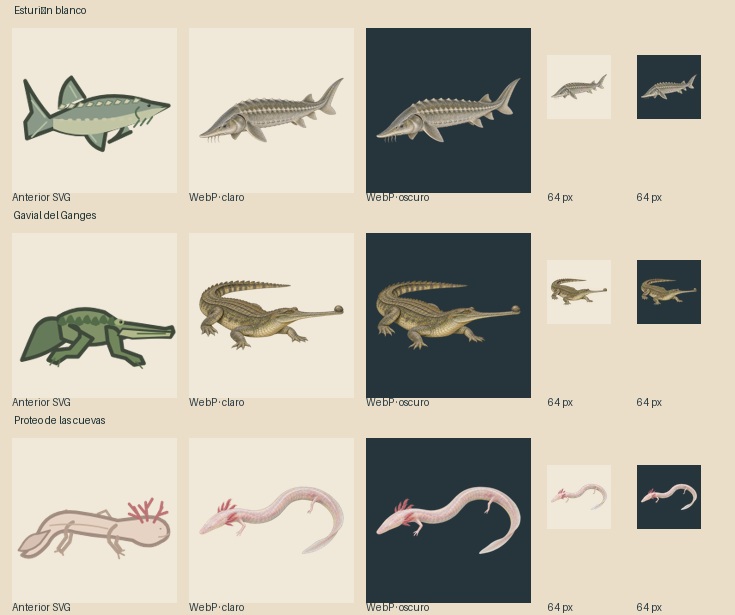 Esturi▯n blanco
Anterior SVG WebP·claro WebP·oscuro 64 px 64 px
Gavial del Ganges
Anterior SVG WebP·claro WebP·oscuro 64 px 64 px
Proteo de las cuevas
Anterior SVG WebP·claro WebP·oscuro 64 px 64 px